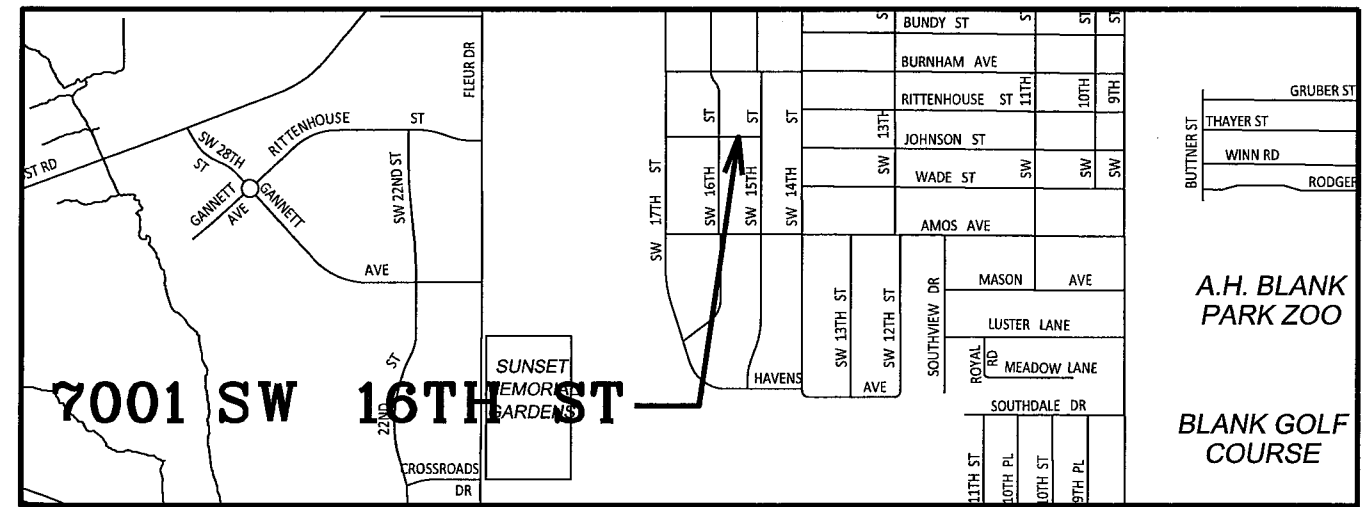 FLEUR DR
RITTENHOUSE ST
SW 28TH ST
ST RD
GANNETT AVE
GANNETT AVE
SW 22ND ST
22ND ST
CROSSROADS DR
SUNSET
MEMORIAL
GARDENS
7001 SW 16TH ST
SW 17TH ST
SW 16TH ST
SW 15TH ST
SW 14TH ST
HAVENS AVE
ST
ST
ST
ST
BUNDY ST
BURNHAM AVE
RITTENHOUSE ST
JOHNSON ST
WADE ST
AMOS AVE
SW 13TH
SW 11TH
SW 10TH
SW 9TH
MASON AVE
LUSTER LANE
ROYAL RD
MEADOW LANE
SOUTHDALE DR
SW 13TH ST
SW 12TH ST
SOUTHVIEW DR
11TH ST
10TH PL
10TH ST
9TH PL
GRUBER ST
THAYER ST
WINN RD
RODGER
BUTTNER ST
A.H. BLANK
PARK ZOO
BLANK GOLF
COURSE